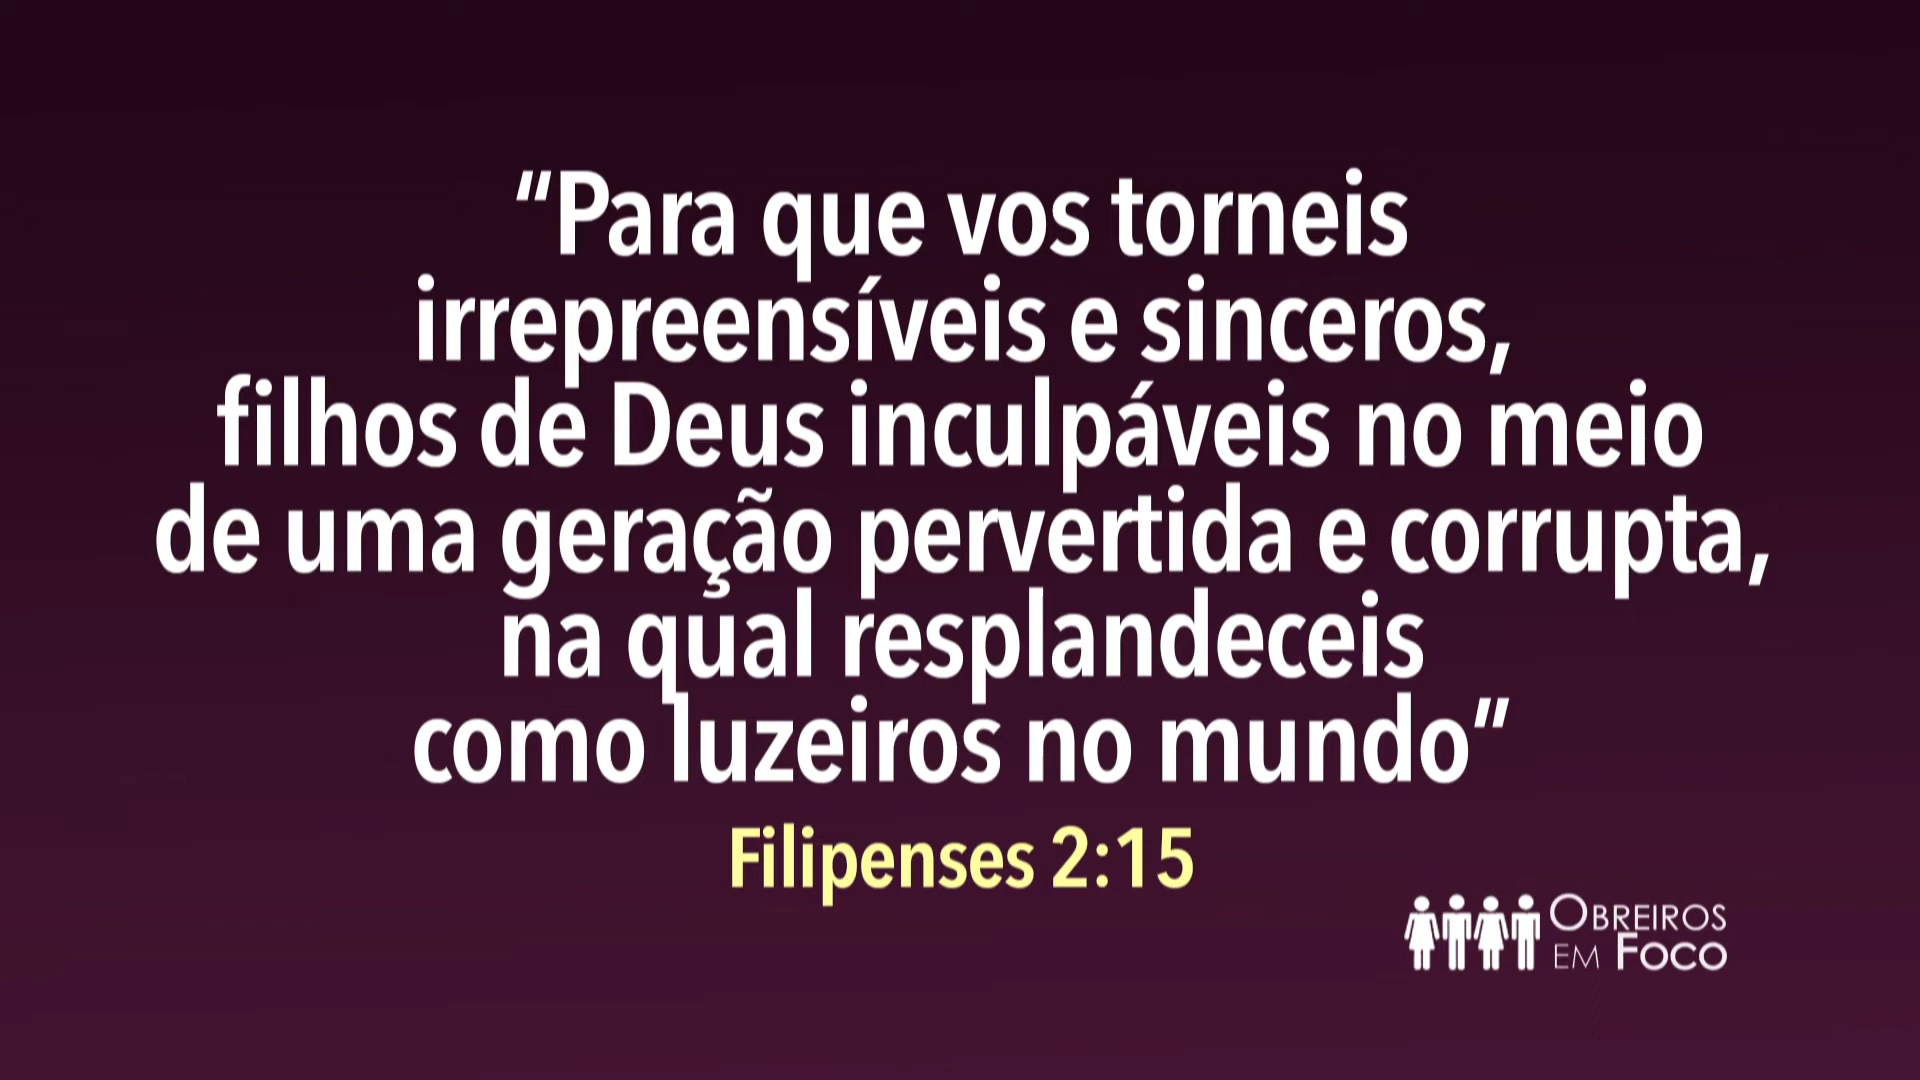 “Para que vos torneis
irrepreensíveis e sinceros,
filhos de Deus inculpáveis no meio
de uma geração pervertida e corrupta,
na qual resplandeceis
como luzeiros no mundo”
Filipenses 2:15
OBREIROS
EM FOCO